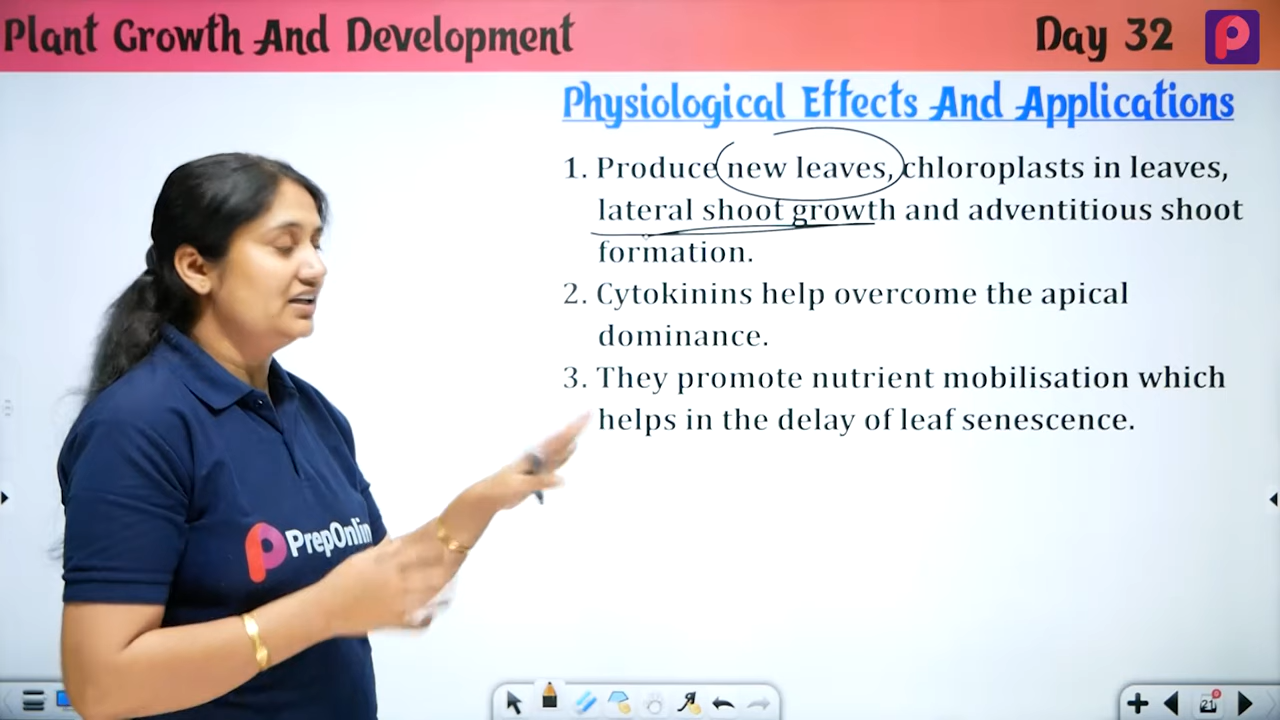 Plant Growth And Development
Day 32
Physiological Effects And Applications
1. Produce new leaves, chloroplasts in leaves,
lateral shoot growth and adventitious shoot
formation.
2. Cytokinins help overcome the apical
dominance.
3. They promote nutrient mobilisation which
helps in the delay of leaf senescence.
PrepOnlin
21